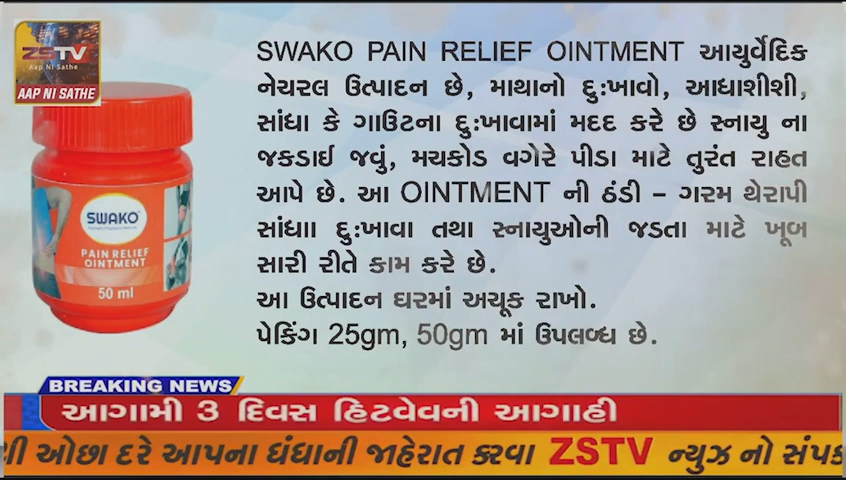 ZSTV
Aap Ni Sathe
AAP NI SATHE
SWAKO PAIN RELIEF OINTMENT આયુર્વેદિક
નેચરલ ઉત્પાદન છે, માથાનો દુઃખાવો, આધાશીશી,
સાંધા કે ગાઉટના દુઃખાવામાં મદદ કરે છે સ્નાયુ ના
જકડાઈ જવું, મચકોડ વગેરે પીડા માટે તુરંત રાહત
આપે છે. આ OINTMENT ની ઠંડી – ગરમ થેરાપી
સાંધાા દુઃખાવા તથા સ્નાયુઓની જડતા માટે ખૂબ
સારી રીતે કામ કરે છે.
આ ઉત્પાદન ઘરમાં અચૂક રાખો.
પેકિંગ 25gm, 50gm માં ઉપલબ્ધ છે.
SWAKO
PAIN RELIEF
OINTMENT
50 ml
BREAKING NEWS
આગામી 3 દિવસ હિટવેવની આગાહી
થી ઓછા દરે આપના ધંધાની જાહેરાત કરવા ZSTV ન્યુઝ નો સંપક